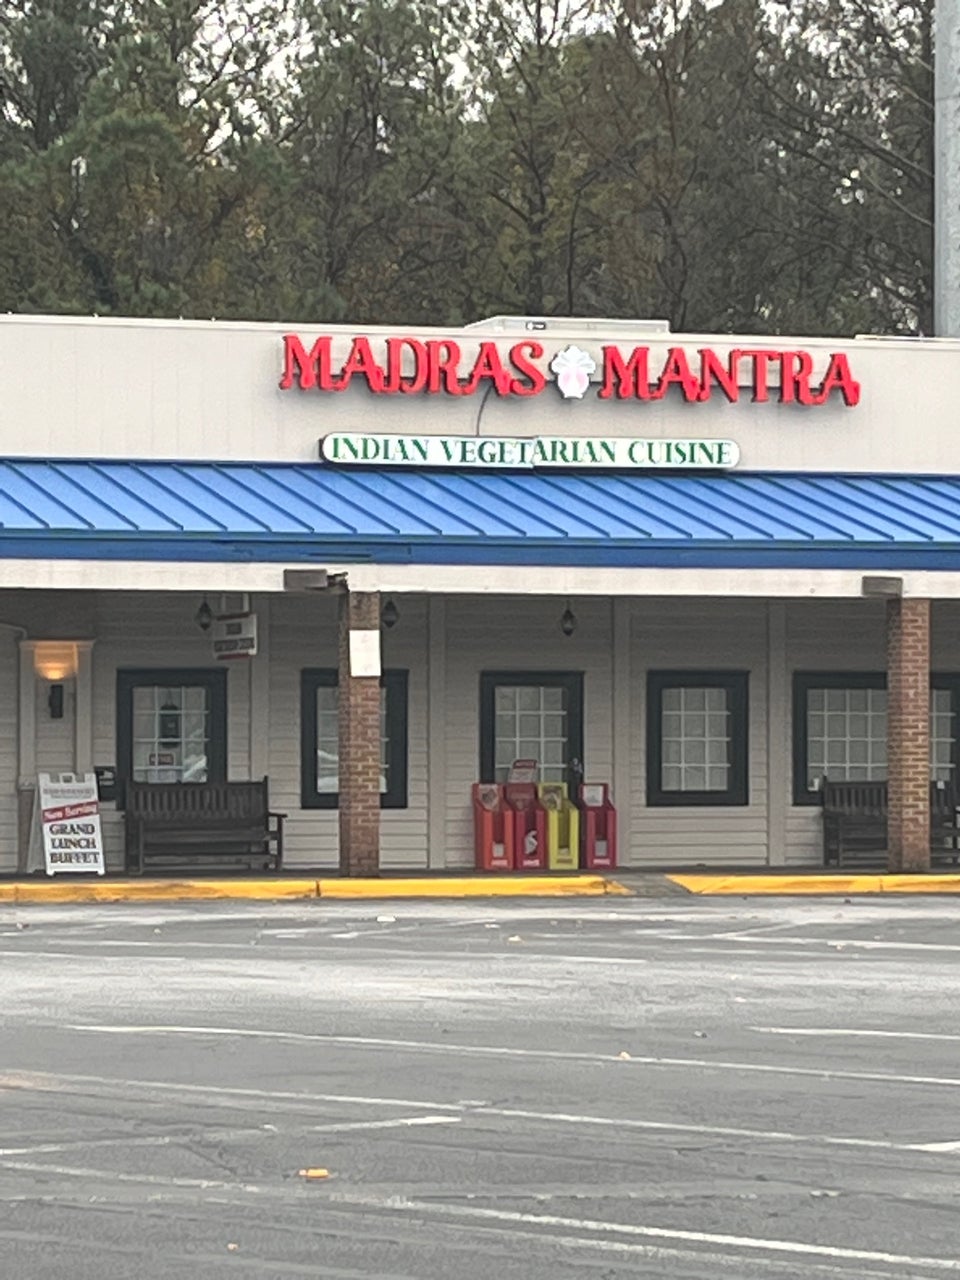 MADRAS MANTRA
INDIAN VEGETARIAN CUISINE
Now Serving
GRAND
LUNCH
BUFFET